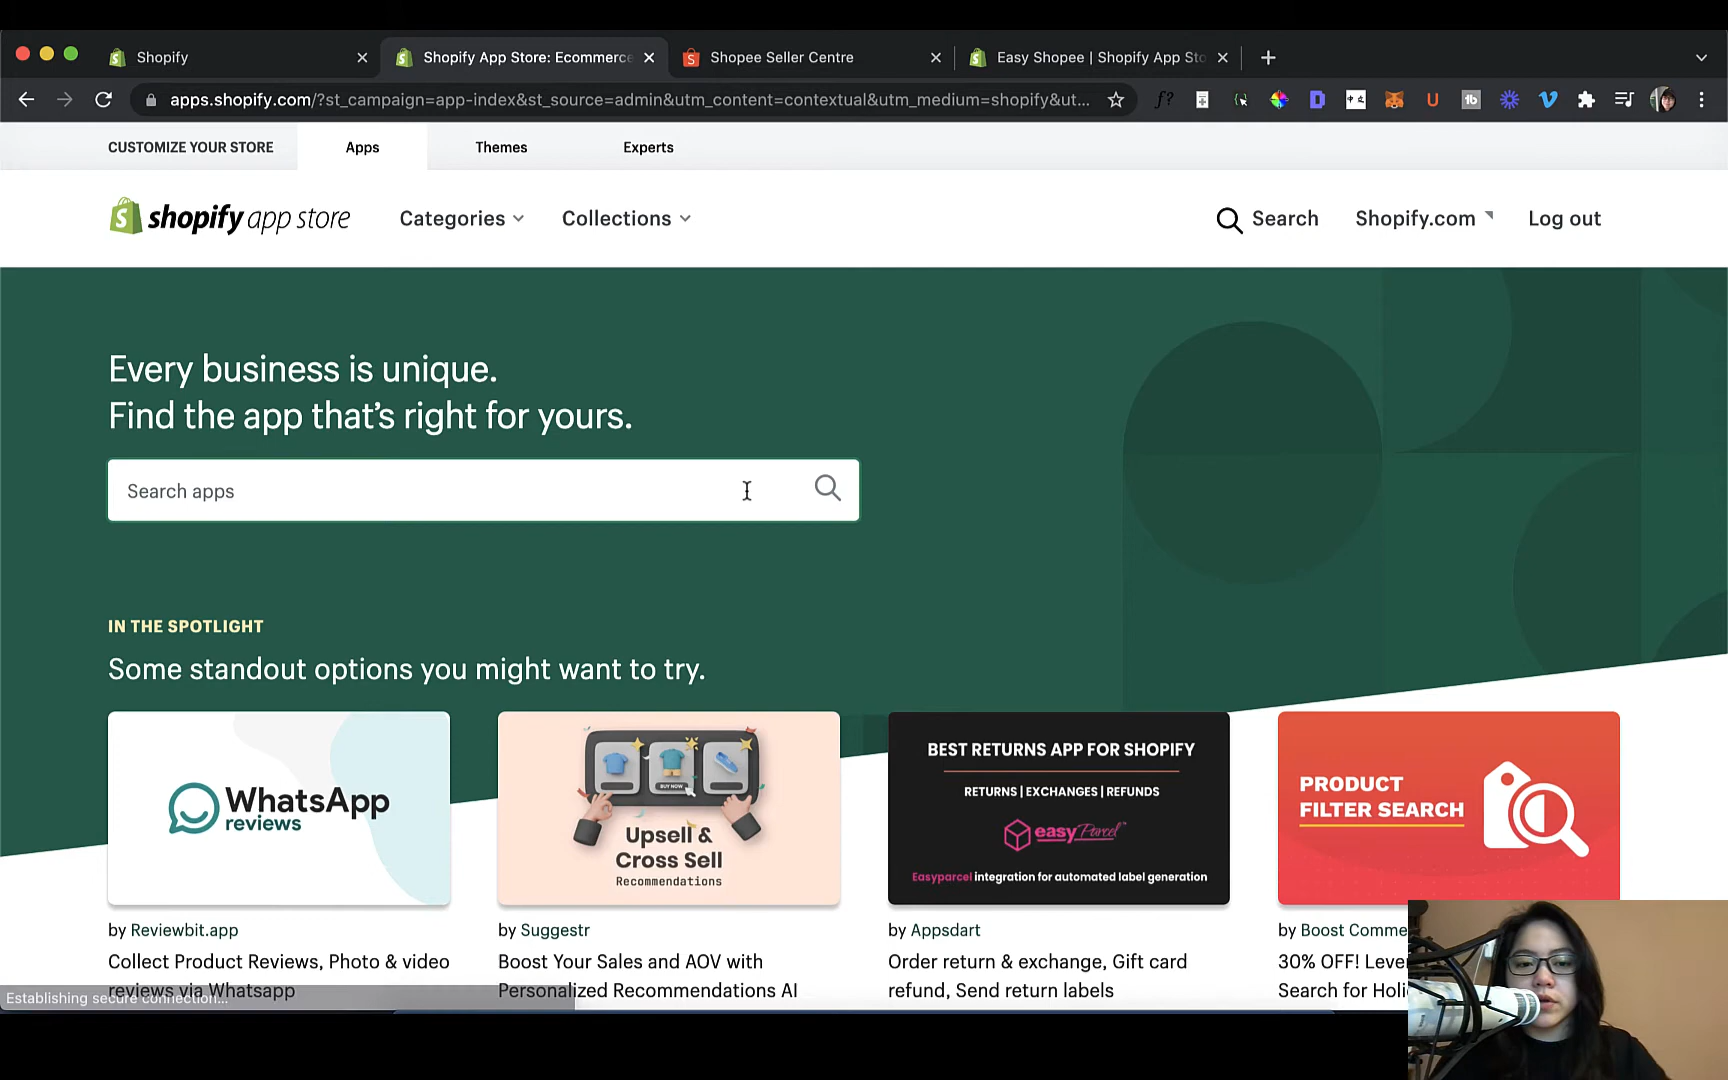 Shopify
Shopify App Store: Ecommerce
Shopee Seller Centre
Easy Shopee | Shopify App Sto
apps.shopify.com/?st_campaign=app-index&st_source=admin&utm_content=contextual&utm_medium=shopify&ut...
CUSTOMIZE YOUR STORE
Apps
Themes
Experts
shopify app store
Categories
Collections
Search
Shopify.com
Log out
Every business is unique.
Find the app that's right for yours.
Search apps
IN THE SPOTLIGHT
Some standout options you might want to try.
WhatsApp
reviews
BUY NOW
Upsell &
Cross Sell
Recommendations
BEST RETURNS APP FOR SHOPIFY
RETURNS | EXCHANGES | REFUNDS
easyParcel
Easyparcel integration for automated label generation
PRODUCT
FILTER SEARCH
by Reviewbit.app
Collect Product Reviews, Photo & video
reviews via Whatsapp
by Suggestr
Boost Your Sales and AOV with
Personalized Recommendations AI
by Appsdart
Order return & exchange, Gift card
refund, Send return labels
by Boost Comme
30% OFF! Leve
Search for Holi
Establishing secure connection...